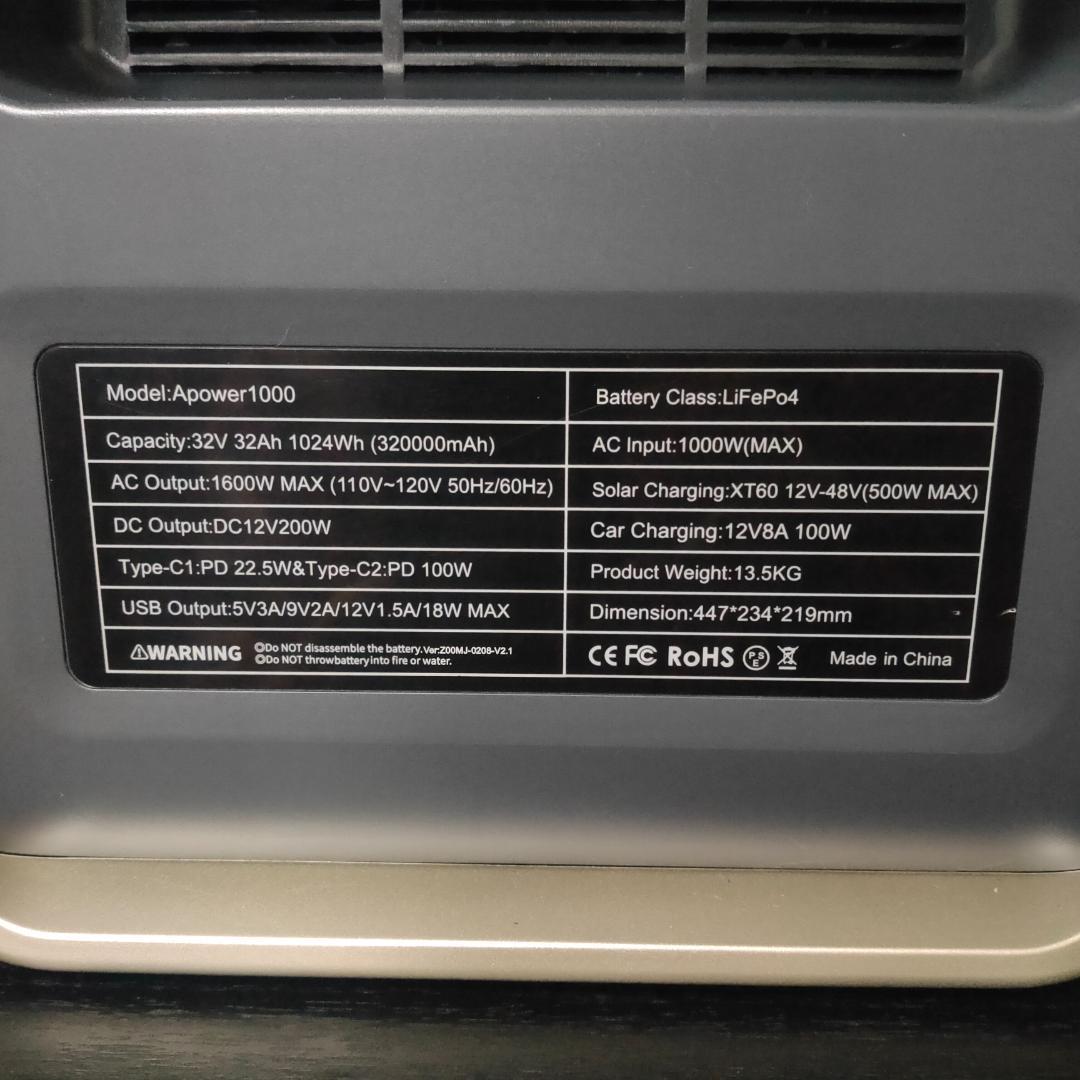 Model:Apower1000
Battery Class:LiFePo4
Capacity:32V 32Ah 1024Wh (320000mAh)
AC Input:1000W(MAX)
AC Output:1600W MAX (110V~120V 50Hz/60Hz)
Solar Charging:XT60 12V-48V(500W MAX)
DC Output:DC12V200W
Car Charging:12V8A 100W
Type-C1:PD 22.5W&Type-C2:PD 100W
Product Weight:13.5KG
USB Output:5V3A/9V2A/12V1.5A/18W MAX
Dimension:447*234*219mm
⚠WARNING
◎Do NOT disassemble the battery.Ver:Z00MJ-0208-V2.1
◎Do NOT throwbatteryinto fire or water.
CE FC RoHS PSE Made in China